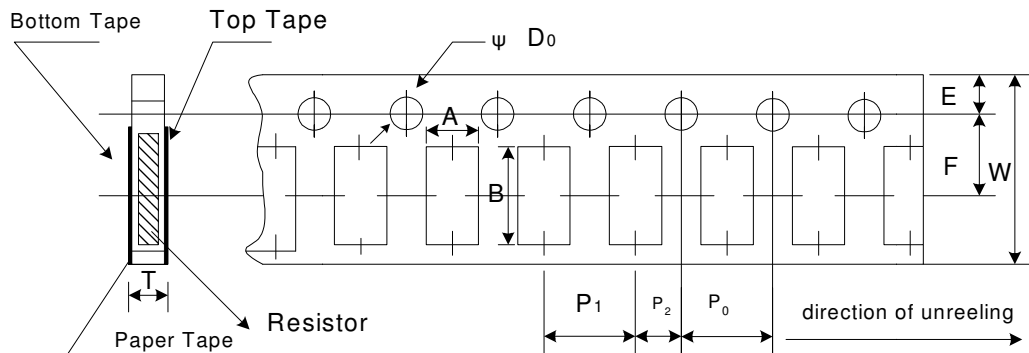 Bottom Tape
Top Tape
ψ D0
E
A
F
W
B
T
P1
P2
P0
direction of unreeling
Resistor
Paper Tape